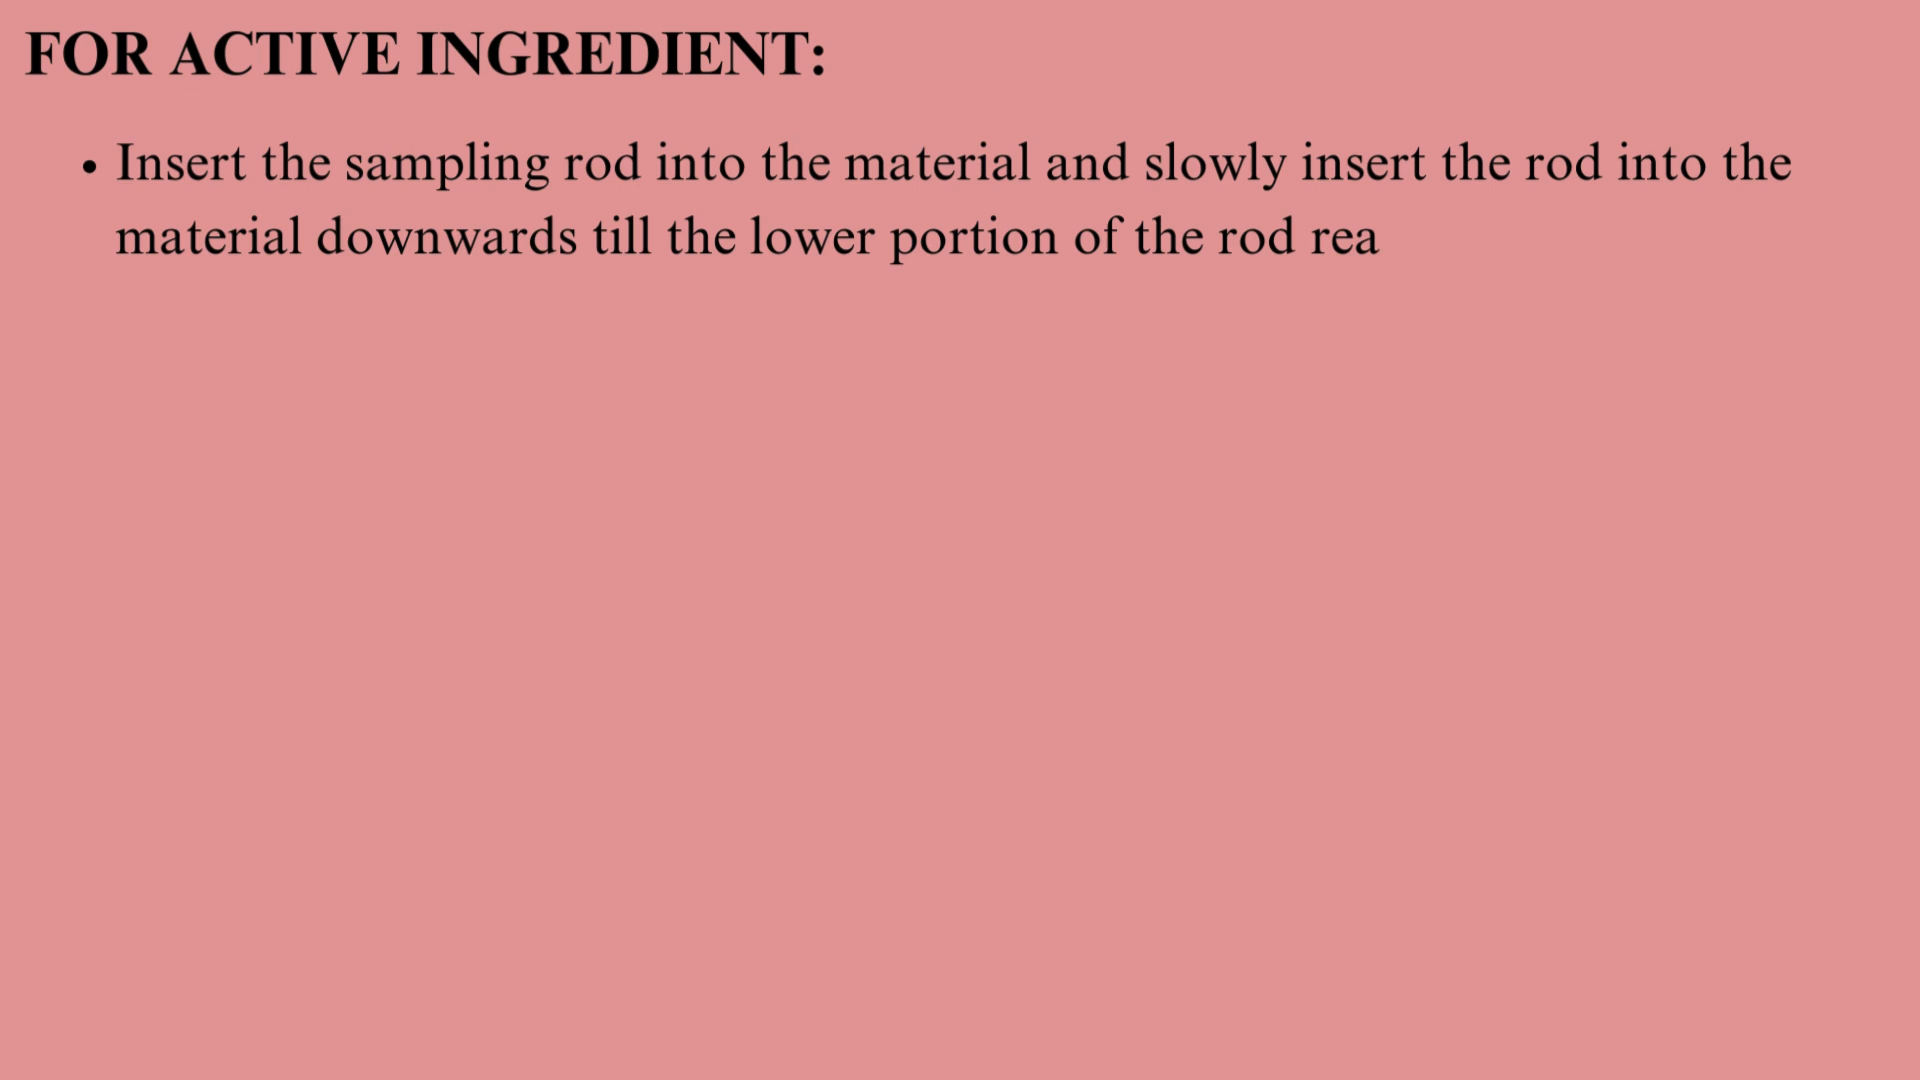 FOR ACTIVE INGREDIENT:
• Insert the sampling rod into the material and slowly insert the rod into the
material downwards till the lower portion of the rod rea